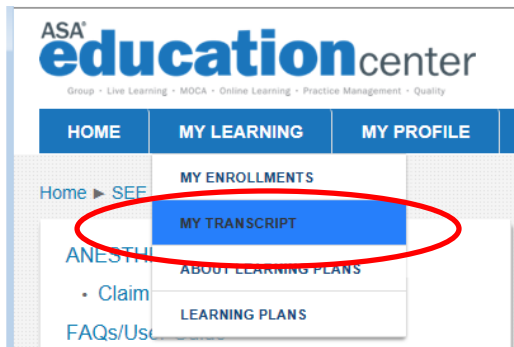 ASA®
education center
Group • Live Learning • MOCA • Online Learning • Practice Management • Quality
HOME MY LEARNING MY PROFILE
MY ENROLLMENTS
Home ► SEE
MY TRANSCRIPT
ABOUT LEARNING PLANS
• Claim
LEARNING PLANS
FAQs/User Guide